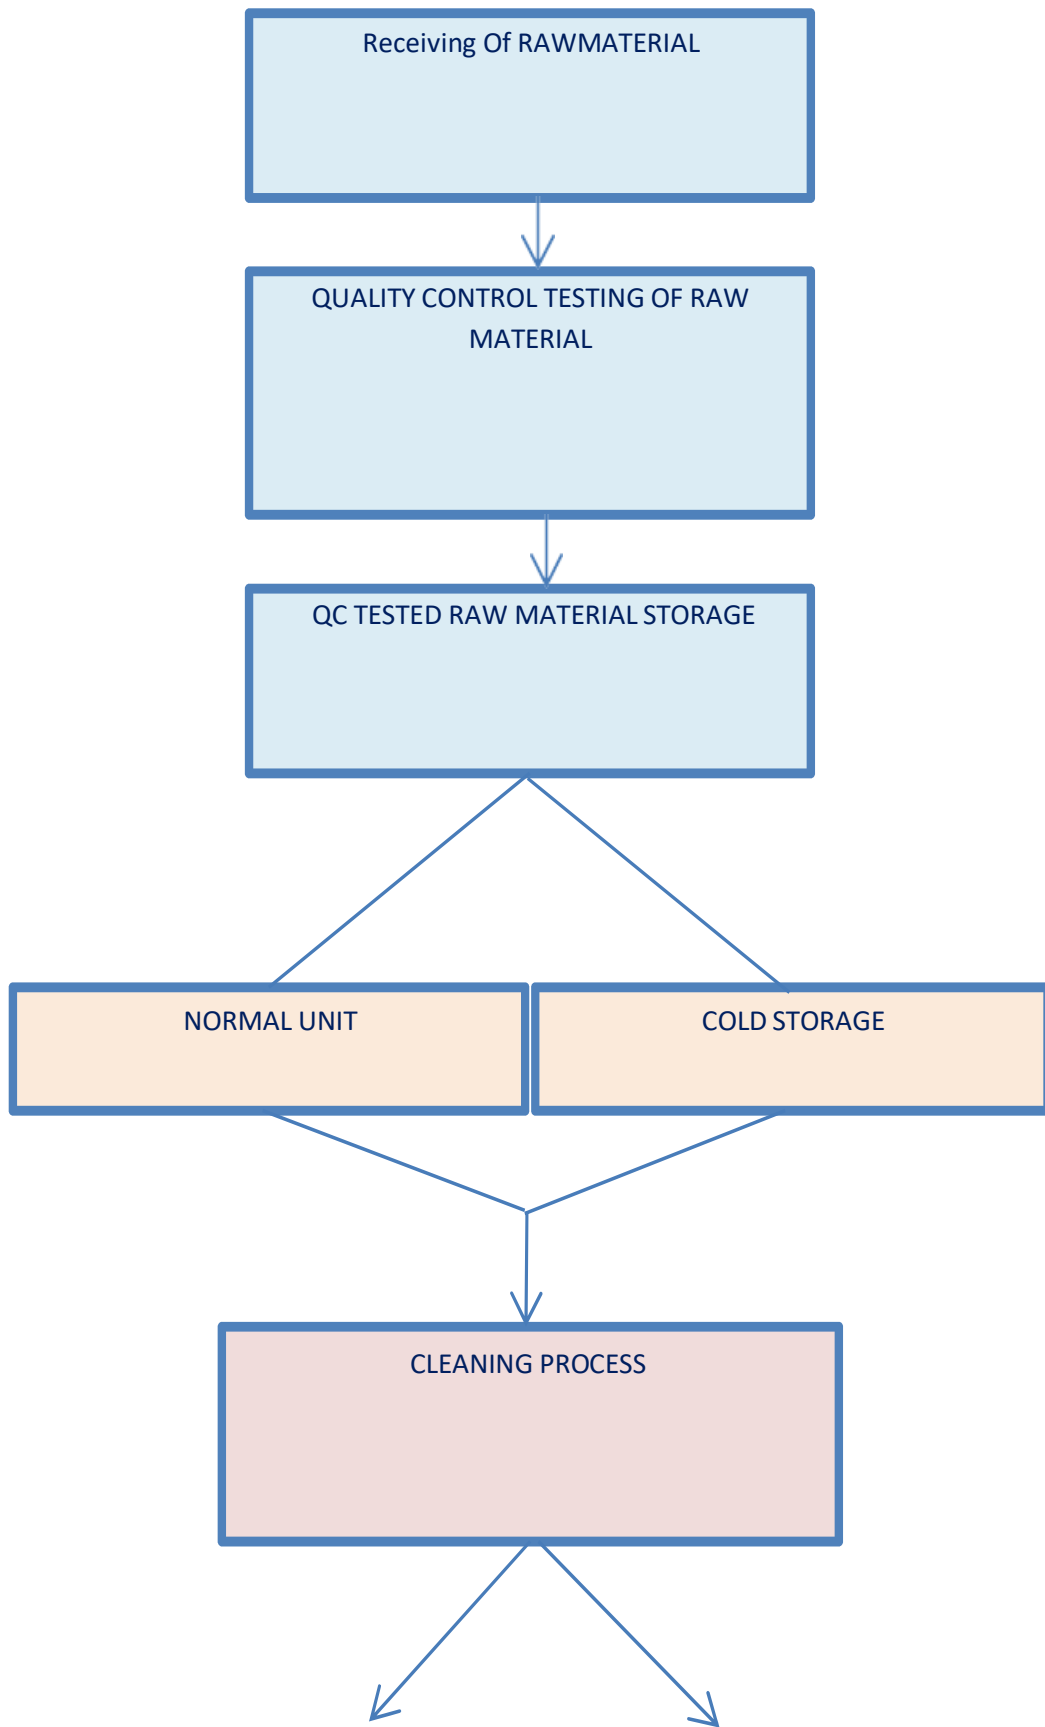 Receiving Of RAWMATERIAL
QUALITY CONTROL TESTING OF RAW
MATERIAL
QC TESTED RAW MATERIAL STORAGE
NORMAL UNIT
COLD STORAGE
CLEANING PROCESS